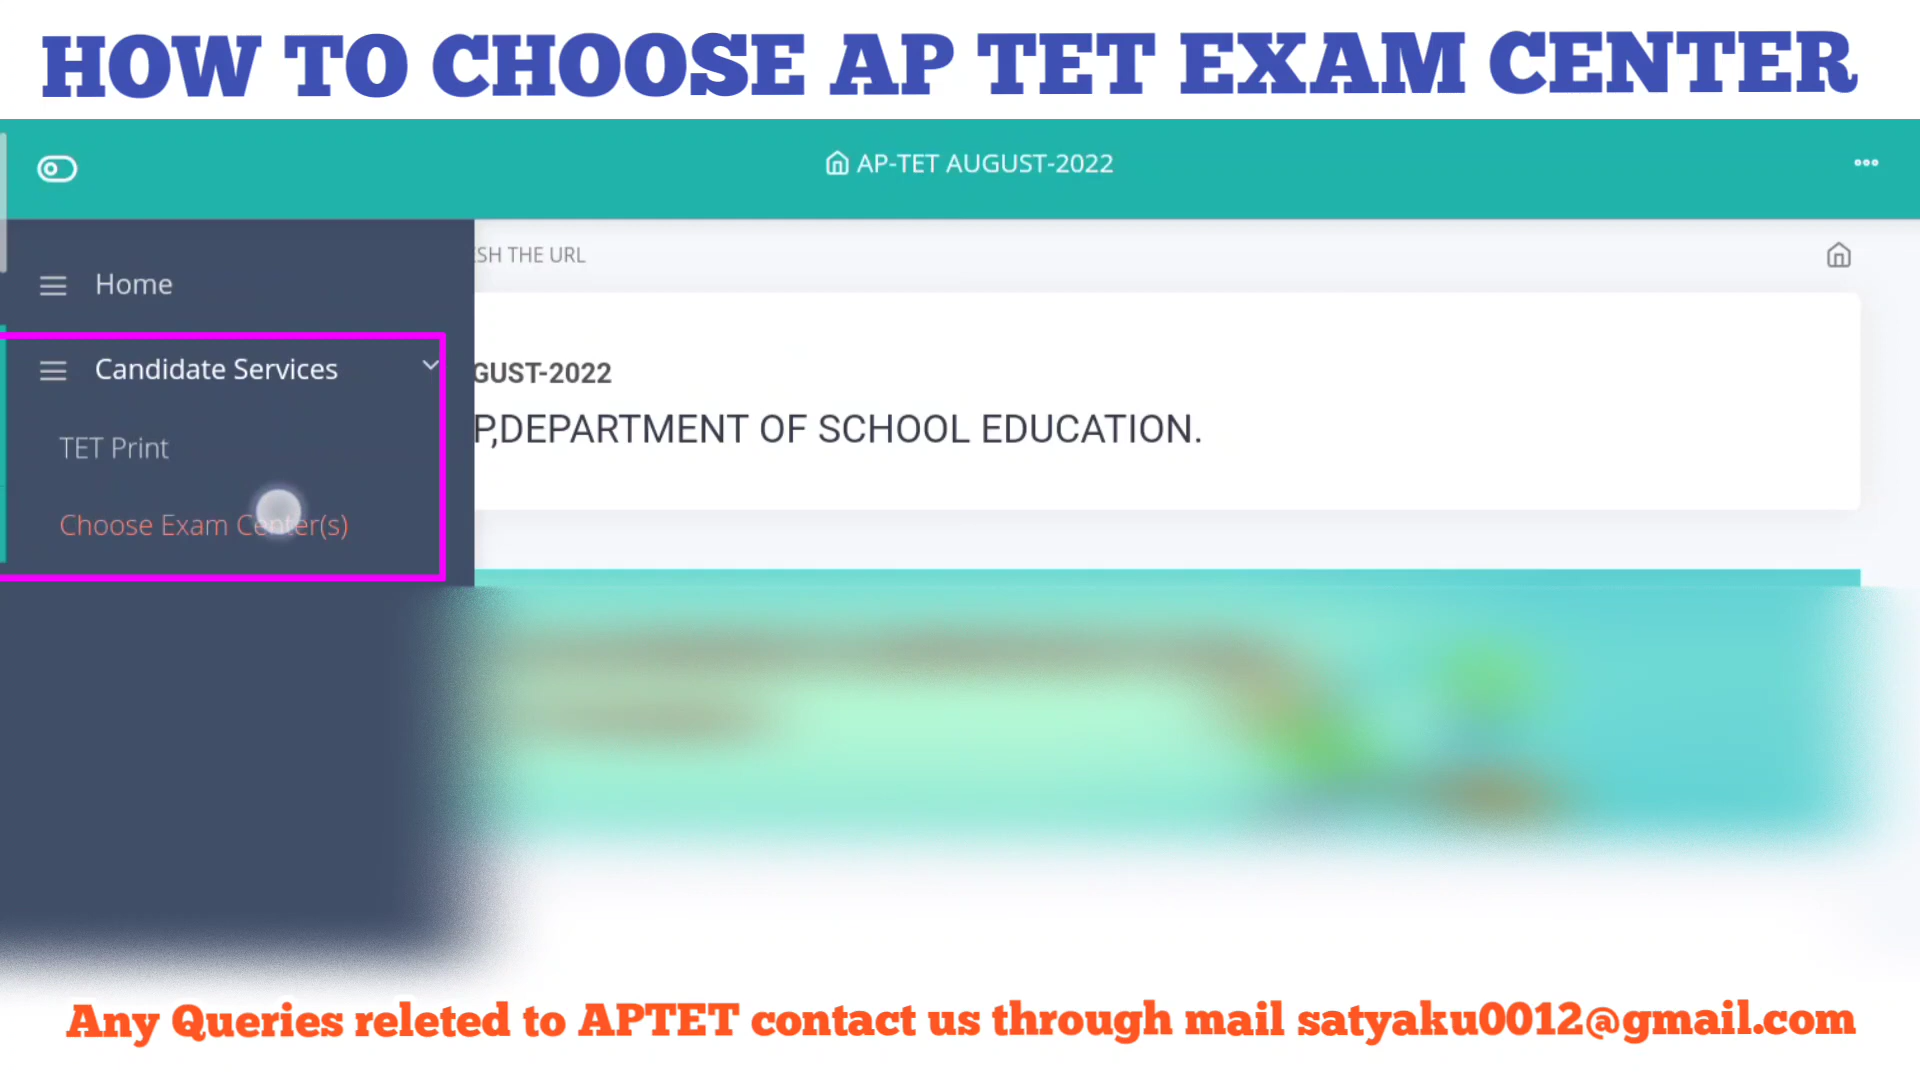 HOW TO CHOOSE AP TET EXAM CENTER
AP-TET AUGUST-2022
SH THE URL
Home
Candidate Services
GUST-2022
P,DEPARTMENT OF SCHOOL EDUCATION.
TET Print
Choose Exam Center(s)
Any Queries releted to APTET contact us through mail satyaku0012@gmail.com